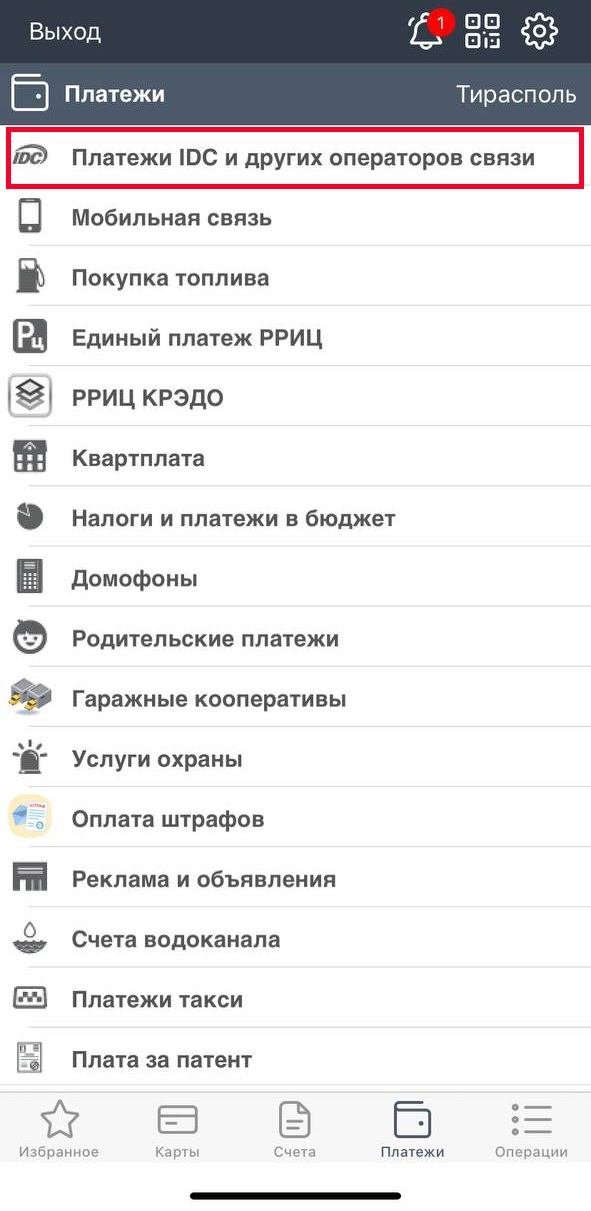 Выход
1
Платежи
Тирасполь
IDC
Платежи IDC и других операторов связи
Мобильная связь
Покупка топлива
Рц
Единый платеж РРИЦ
РРИЦ КРЭДО
Квартплата
Налоги и платежи в бюджет
Домофоны
Родительские платежи
Гаражные кооперативы
Услуги охраны
Оплата штрафов
Реклама и объявления
Счета водоканала
Платежи такси
Плата за патент
Избранное
Карты
Счета
Платежи
Операции